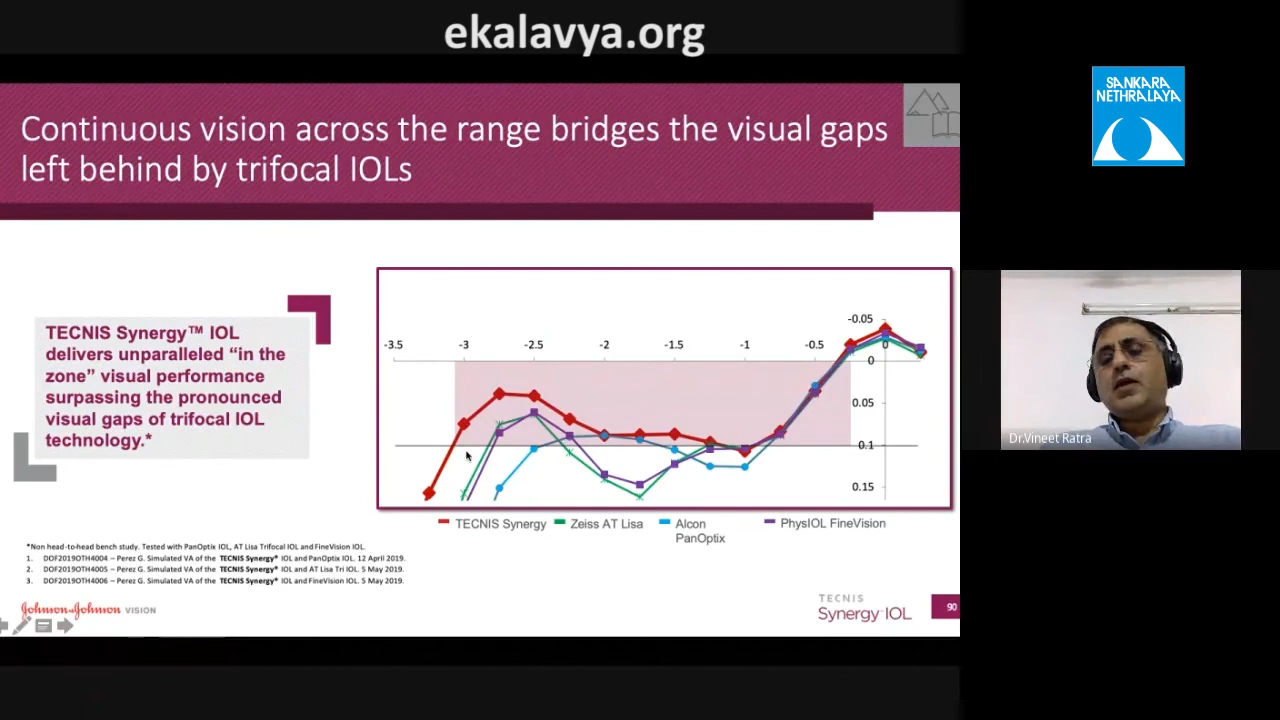 ekalavya.org
SANKARA
NETHRALAYA
Continuous vision across the range bridges the visual gaps
left behind by trifocal IOLs
TECNIS Synergy™ IOL
delivers unparalleled “in the
zone” visual performance
surpassing the pronounced
visual gaps of trifocal IOL
technology.*
-3.5 -3 -2.5 -2 -1.5 -1 -0.5 0
-0.05
0
0.05
0.1
0.15
TECNIS Synergy Zeiss AT Lisa Alcon PanOptix PhysIOL FineVision
*Non head-to-head bench study. Tested with PanOptix IOL, AT Lisa Trifocal IOL and FineVision IOL.
1. DOF2019OTH4004 – Perez G. Simulated VA of the TECNIS Synergy* IOL and PanOptix IOL. 12 April 2019.
2. DOF2019OTH4005 – Perez G. Simulated VA of the TECNIS Synergy* IOL and AT Lisa Tri IOL. 5 May 2019.
3. DOF2019OTH4006 – Perez G. Simulated VA of the TECNIS Synergy* IOL and FineVision IOL. 5 May 2019.
Johnson & Johnson VISION
TECNIS
Synergy IOL
90
Dr.Vineet Ratra